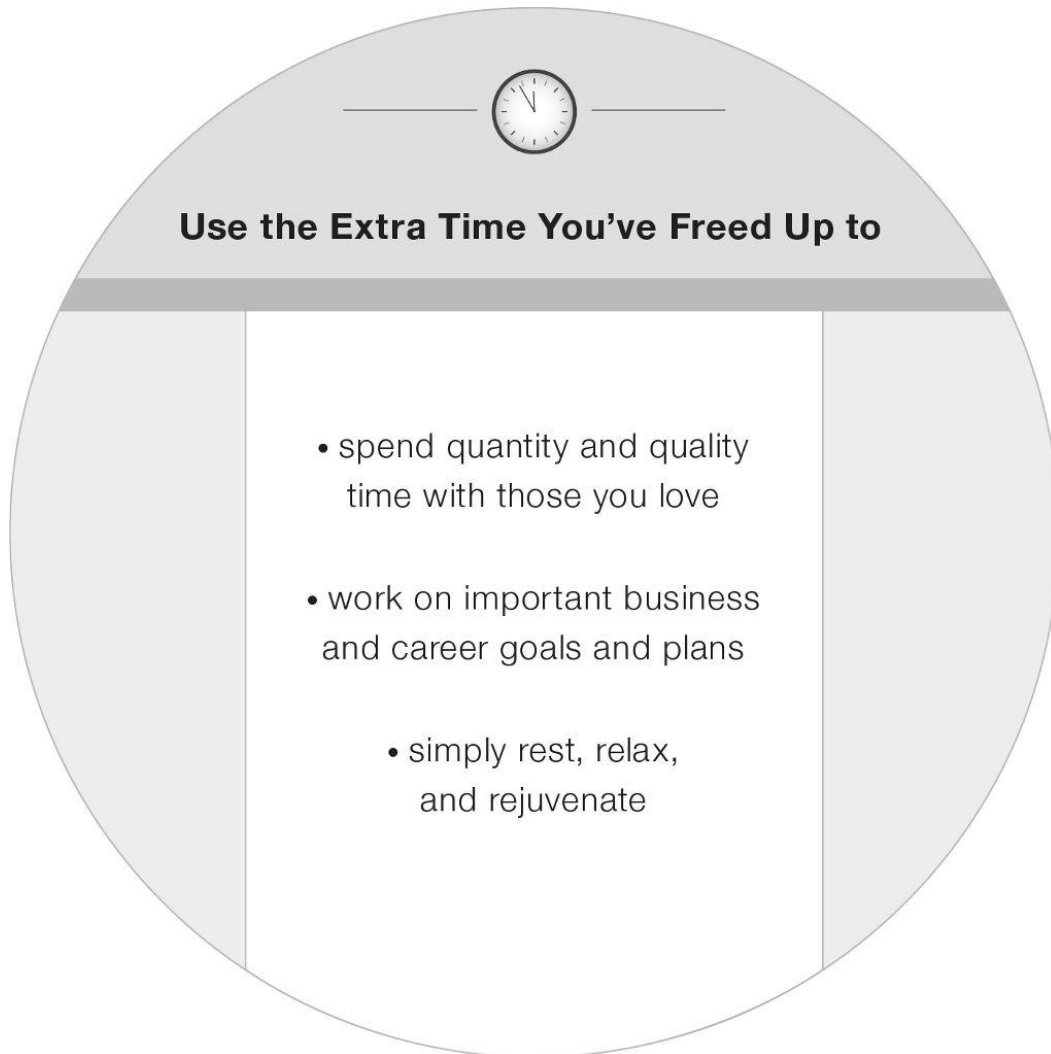 Use the Extra Time You’ve Freed Up to
• spend quantity and quality
time with those you love
• work on important business
and career goals and plans
• simply rest, relax,
and rejuvenate